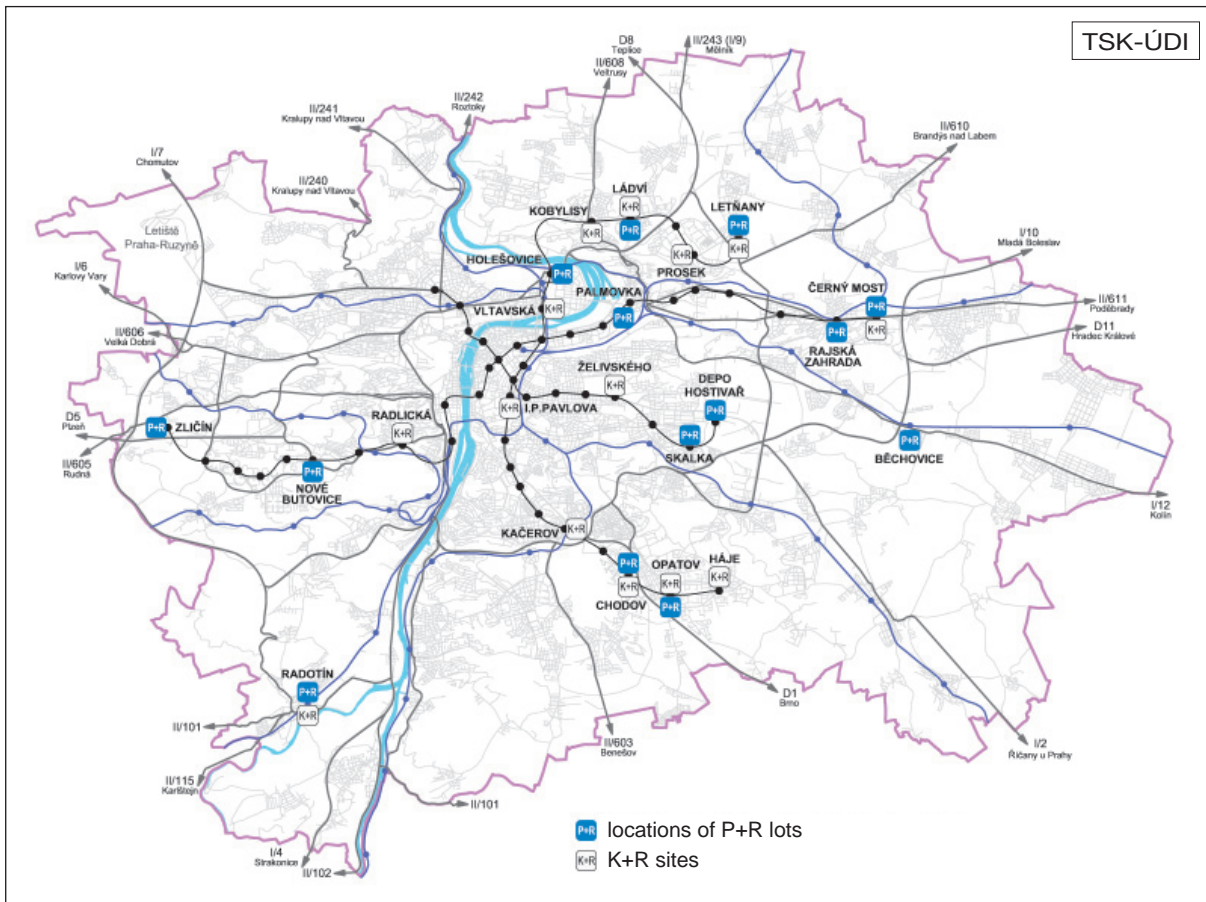 TSK-ÚDI
D8
Teplice
II/243 (I/9)
Mělník
II/608
Veltrusy
II/242
Roztoky
II/241
Kralupy nad Vltavou
II/610
Brandýs nad Labem
I/7
Chomutov
II/240
Kralupy nad Vltavou
LÁDVÍ
K+R
P+R
KOBYLISY
K+R
LETŇANY
P+R
K+R
Letiště
Praha-Ruzyně
I/10
Mladá Boleslav
HOLEŠOVICE
P+R
K+R
PROSEK
I/6
Karlovy Vary
PALMOVKA
P+R
ČERNÝ MOST
P+R
K+R
VLTAVSKÁ
K+R
II/611
Poděbrady
II/606
Velká Dobrá
P+R
RAJSKÁ
ZAHRADA
D11
Hradec Králové
ŽELIVSKÉHO
K+R
DEPO
HOSTIVAŘ
P+R
D5
Plzeň
P+R
ZLIČÍN
RADLICKÁ
K+R
K+R
I.P.PAVLOVA
P+R
SKALKA
P+R
BĚCHOVICE
II/605
Rudná
P+R
NOVÉ
BUTOVICE
I/12
Kolín
KAČEROV
K+R
P+R
K+R
CHODOV
OPATOV
K+R
P+R
HÁJE
K+R
RADOTÍN
P+R
K+R
D1
Brno
II/101
II/603
Benešov
I/2
Říčany u Prahy
II/115
Karlštejn
II/101
I/4
Strakonice
II/102
P+R locations of P+R lots
K+R K+R sites